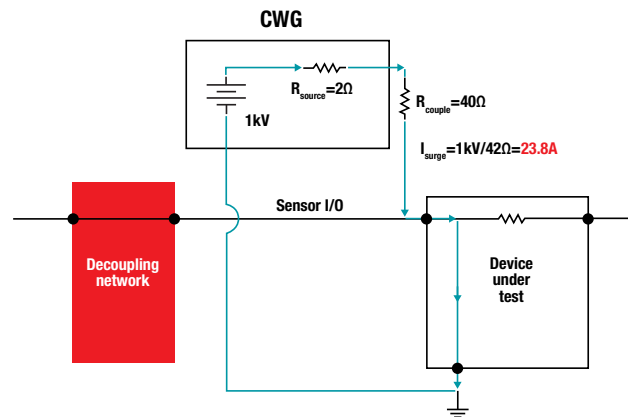 CWG
Rsource=2Ω
1kV
Rcouple=40Ω
Isurge=1kV/42Ω=23.8A
Sensor I/O
Decoupling
network
Device
under
test